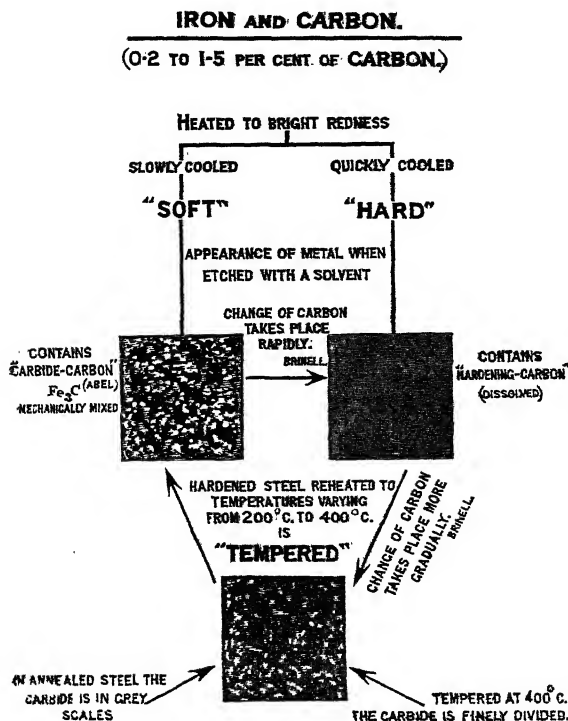 IRON AND CARBON.
(0·2 TO 1·5 PER CENT. OF CARBON.)
HEATED TO BRIGHT REDNESS
SLOWLY COOLED
QUICKLY COOLED
"SOFT"
"HARD"
APPEARANCE OF METAL WHEN
ETCHED WITH A SOLVENT
CHANGE OF CARBON
TAKES PLACE
RAPIDLY.
BRINELL.
CONTAINS
"CARBIDE-CARBON"
Fe3C (ABEL)
MECHANICALLY MIXED
CONTAINS
"HARDENING-CARBON"
(DISSOLVED)
HARDENED STEEL REHEATED TO
TEMPERATURES VARYING
FROM 200°C. TO 400°C.
IS
"TEMPERED"
CHANGE OF CARBON
TAKES PLACE MORE
GRADUALLY.
BRINELL.
IN ANNEALED STEEL THE
CARBIDE IS IN GREY
SCALES
TEMPERED AT 400°C.
THE CARBIDE IS FINELY DIVIDED.